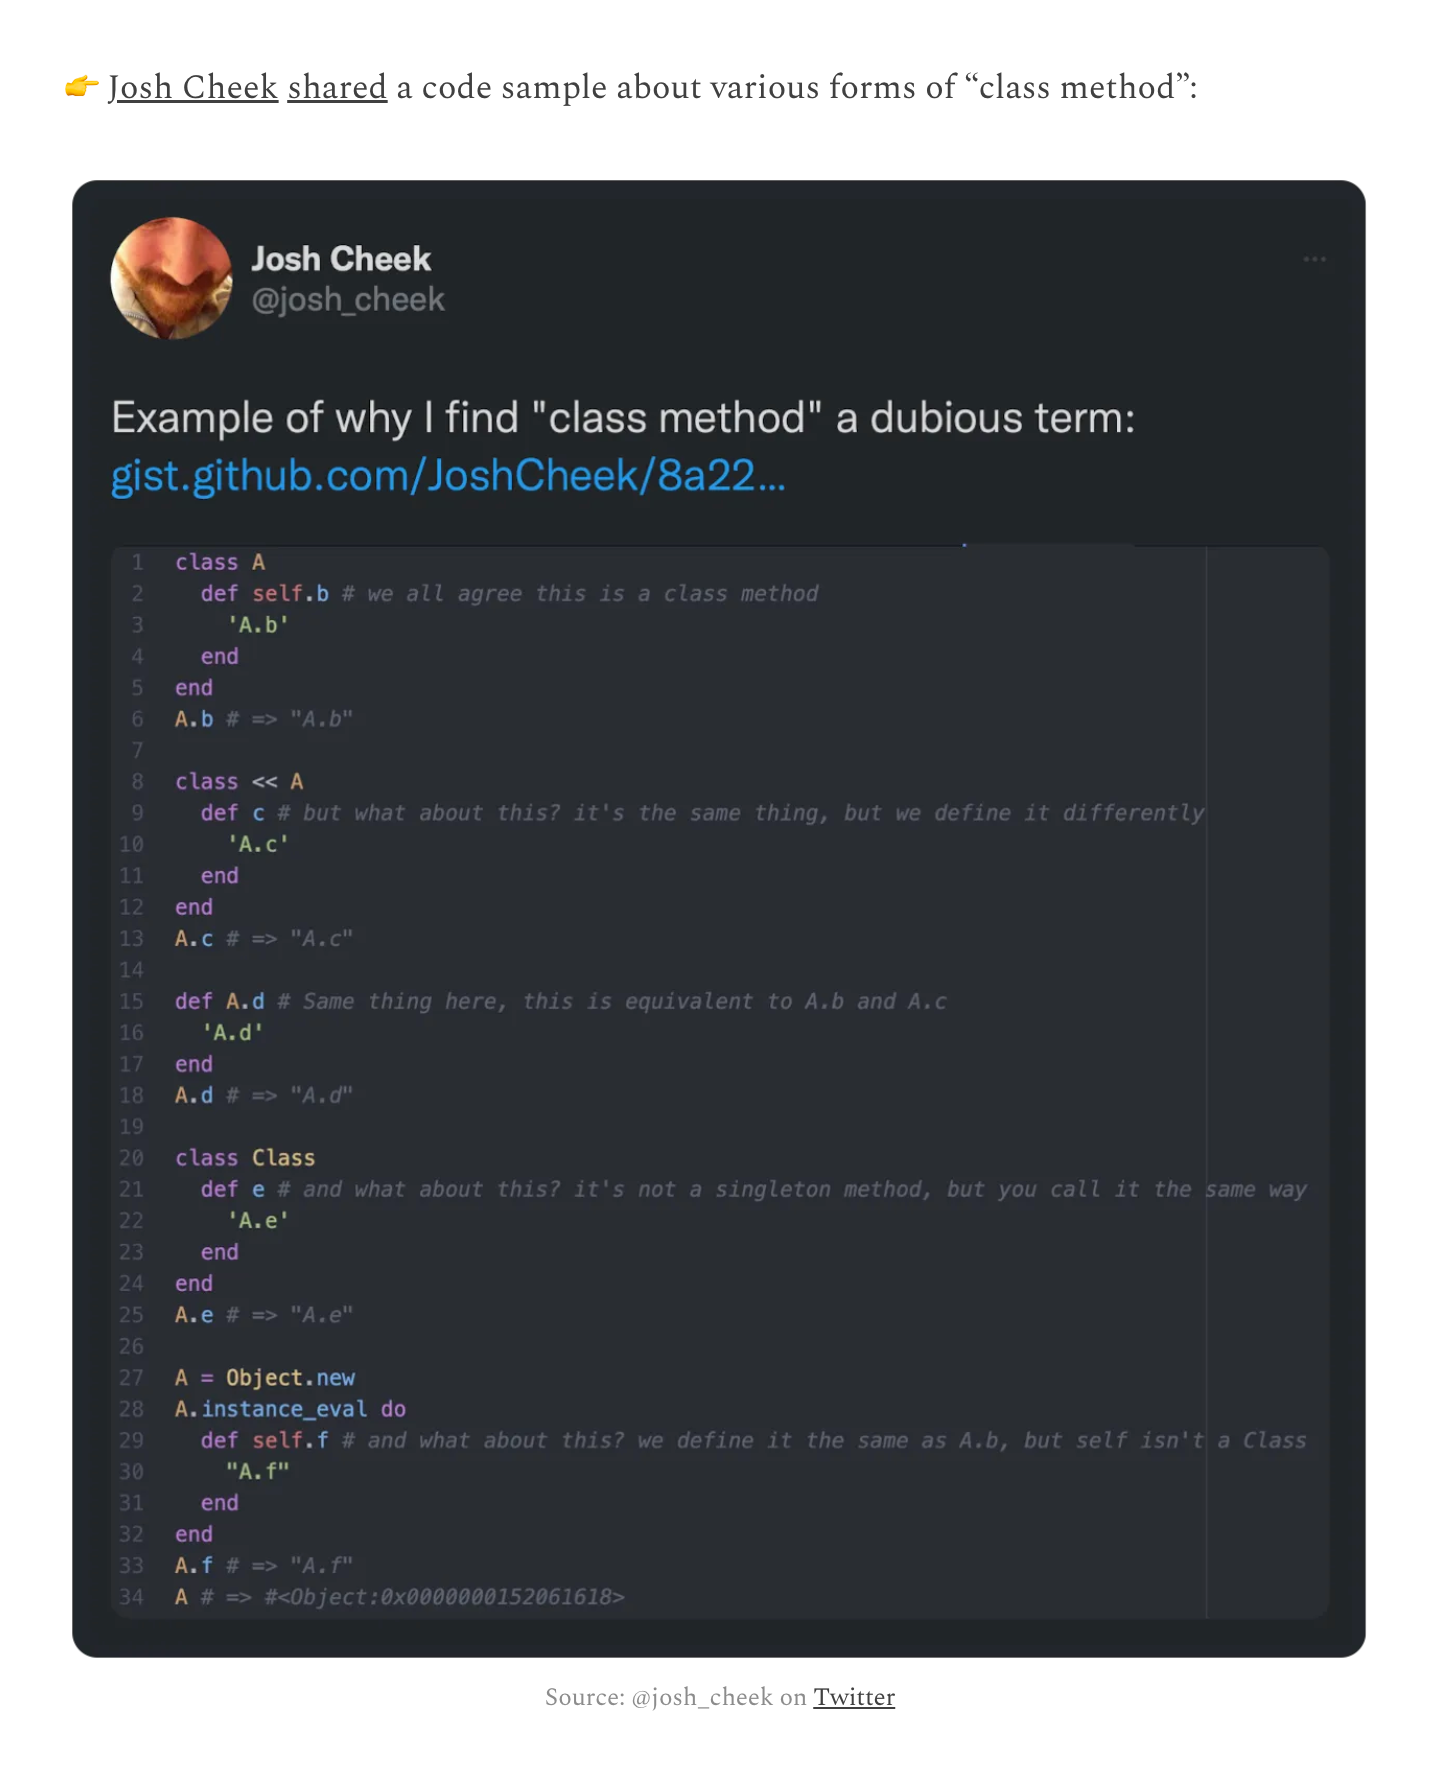 👉 Josh Cheek shared a code sample about various forms of “class method”:
Josh Cheek
@josh_cheek
Example of why I find "class method" a dubious term:
gist.github.com/JoshCheek/8a22...
1 class A
2   def self.b # we all agree this is a class method
3     'A.b'
4   end
5 end
6 A.b # => "A.b"
7
8 class << A
9   def c # but what about this? it's the same thing, but we define it differently
10     'A.c'
11   end
12 end
13 A.c # => "A.c"
14
15 def A.d # Same thing here, this is equivalent to A.b and A.c
16   'A.d'
17 end
18 A.d # => "A.d"
19
20 class Class
21   def e # and what about this? it's not a singleton method, but you call it the same way
22     'A.e'
23   end
24 end
25 A.e # => "A.e"
26
27 A = Object.new
28 A.instance_eval do
29   def self.f # and what about this? we define it the same as A.b, but self isn't a Class
30     "A.f"
31   end
32 end
33 A.f # => "A.f"
34 A # => #<Object:0x0000000152061618>
Source: @josh_cheek on Twitter